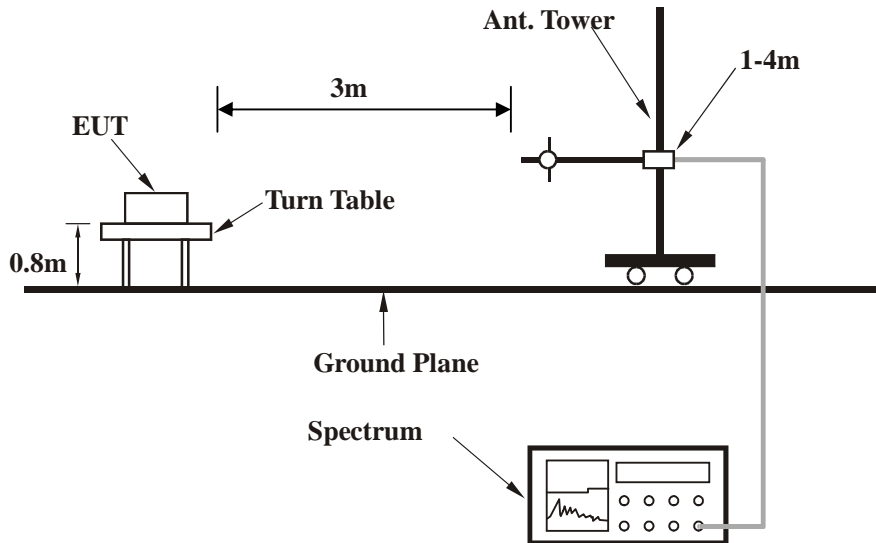 Ant. Tower
1-4m
3m
EUT
Turn Table
0.8m
Ground Plane
Spectrum